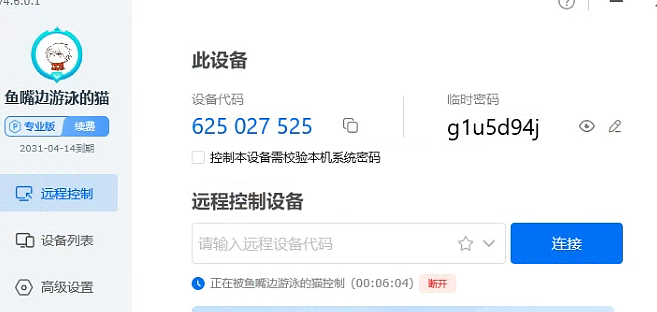 v4.6.0.1
鱼嘴边游泳的猫
专业版 续费
2031-04-14到期
远程控制
设备列表
高级设置
此设备
设备代码
625 027 525
临时密码
g1u5d94j
控制本设备需校验本机系统密码
远程控制设备
请输入远程设备代码
连接
正在被鱼嘴边游泳的猫控制 (00:06:04) 断开